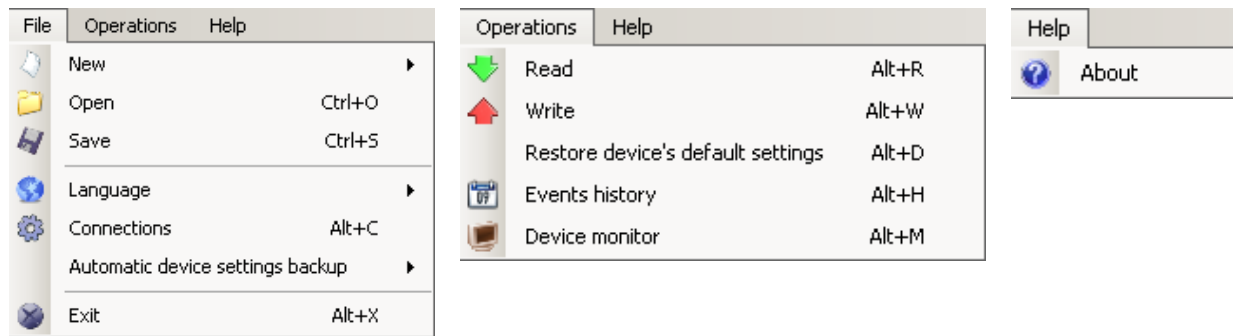 File Operations Help
New
Open Ctrl+O
Save Ctrl+S
Language
Connections Alt+C
Automatic device settings backup
Exit Alt+X
Operations Help
Read Alt+R
Write Alt+W
Restore device's default settings Alt+D
Events history Alt+H
Device monitor Alt+M
Help
About